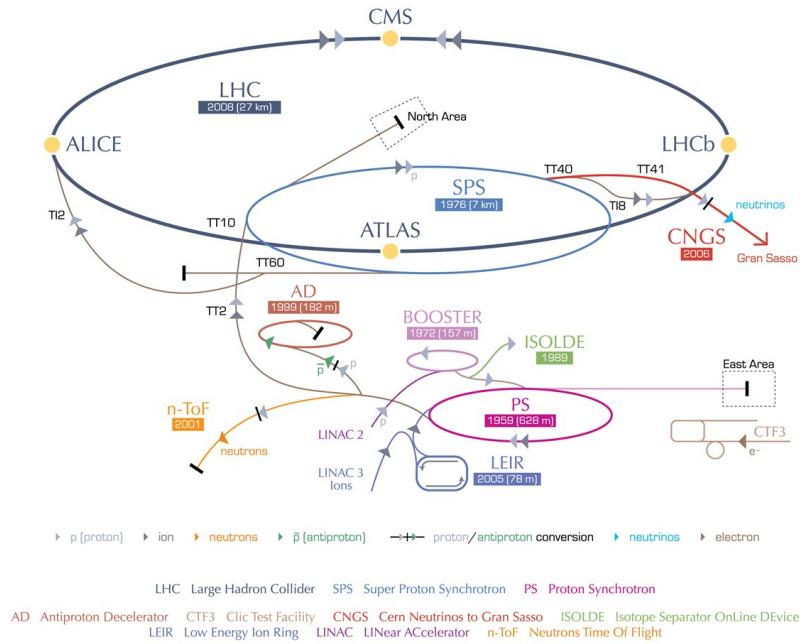 CMS
LHC
2008 (27 km)
North Area
ALICE
LHCb
p
TT40
TT41
SPS
1976 (7 km)
TI2
TT10
TI8
neutrinos
ATLAS
CNGS
2006
Gran Sasso
TT60
AD
1999 (182 m)
TT2
BOOSTER
1972 (157 m)
ISOLDE
1989
p̅
p
East Area
n-ToF
2001
PS
1959 (628 m)
p
LINAC 2
neutrons
CTF3
e-
LINAC 3
Ions
LEIR
2005 (78 m)
p (proton) ion neutrons p̅ (antiproton) proton/antiproton conversion neutrinos electron
LHC Large Hadron Collider SPS Super Proton Synchrotron PS Proton Synchrotron
AD Antiproton Decelerator CTF3 Clic Test Facility CNGS Cern Neutrinos to Gran Sasso ISOLDE Isotope Separator OnLine DEvice
LEIR Low Energy Ion Ring LINAC LINear ACcelerator n-ToF Neutrons Time Of Flight